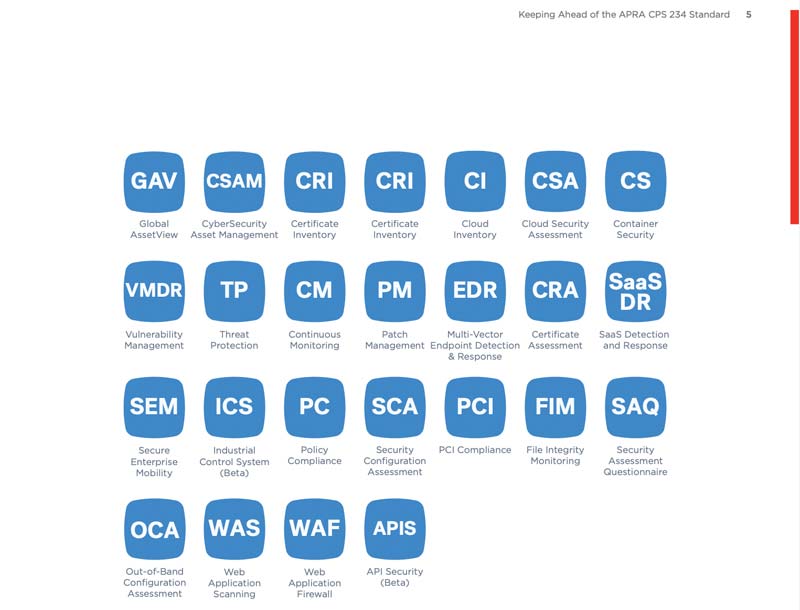 Keeping Ahead of the APRA CPS 234 Standard 5
GAV CSAM CRI CRI CI CSA CS
Global CyberSecurity Certificate Certificate Cloud Cloud Security Container
AssetView Asset Management Inventory Inventory Inventory Assessment Security
VMDR TP CM PM EDR CRA SaaS
DR
Vulnerability Threat Continuous Patch Multi-Vector Certificate SaaS Detection
Management Protection Monitoring Management Endpoint Detection Assessment and Response
& Response
SEM ICS PC SCA PCI FIM SAQ
Secure Industrial Policy Security PCI Compliance File Integrity Security
Enterprise Control System Compliance Configuration Monitoring Assessment
Mobility (Beta) Assessment Questionnaire
OCA WAS WAF APIS
Out-of-Band Web Web API Security
Configuration Application Application (Beta)
Assessment Scanning Firewall